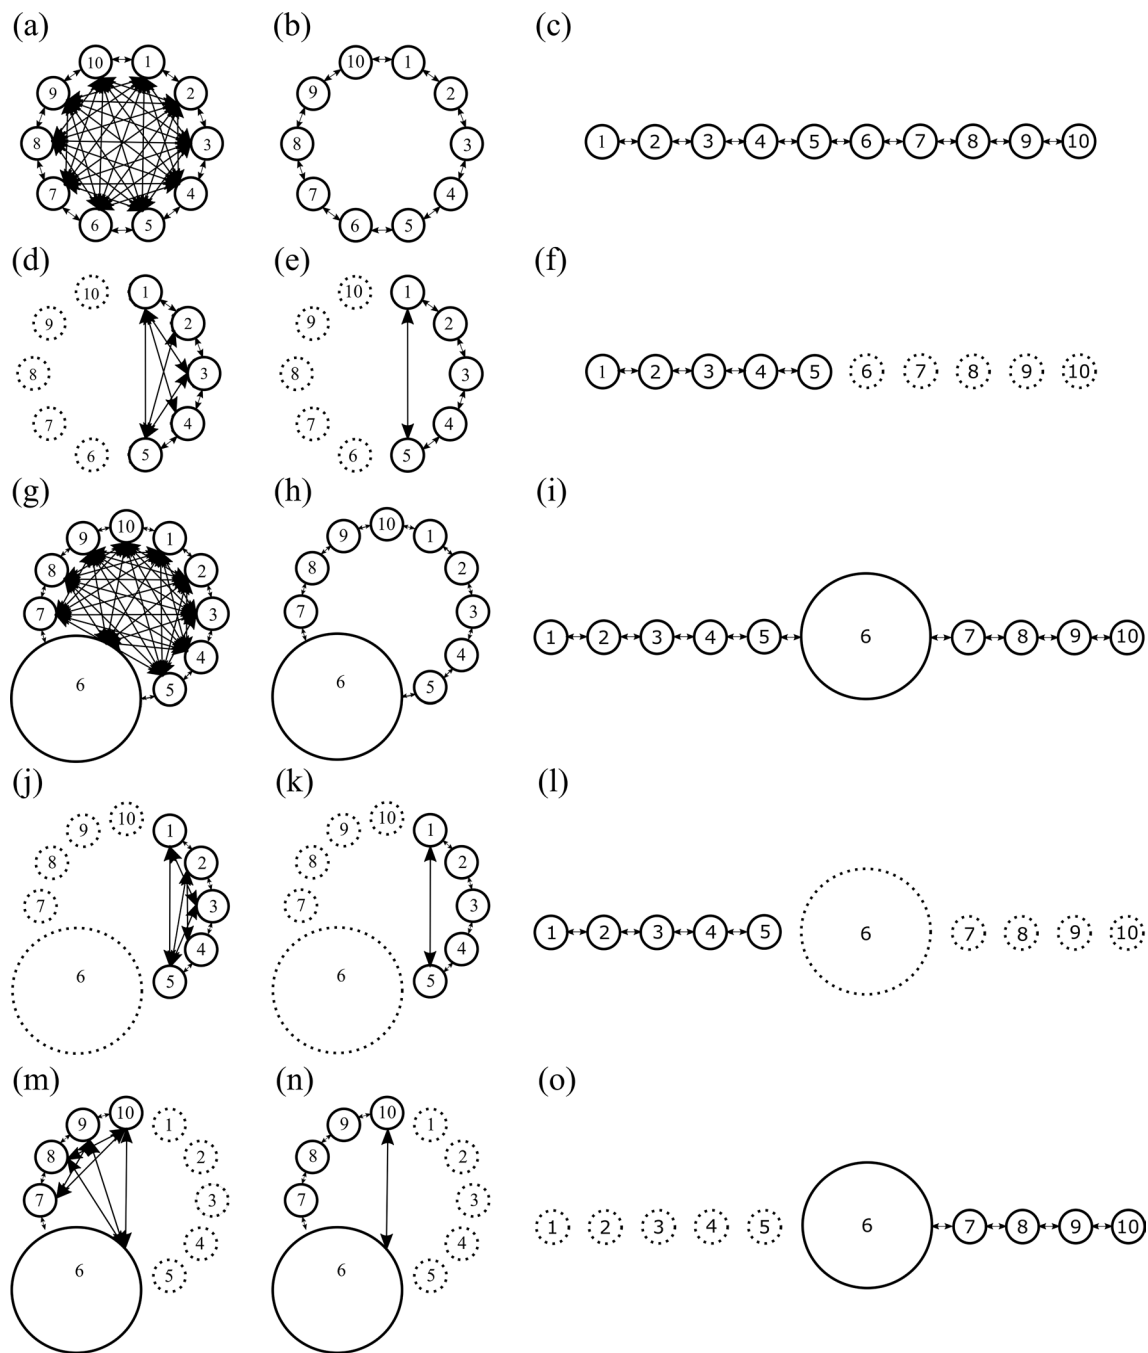 (a) (b) (c)
10 1 10 1
9 2 9 2
8 3 8 3 1 2 3 4 5 6 7 8 9 10
7 4 7 4
6 5 6 5
(d) (e) (f)
10 1 10 1
9 2 9 2
8 3 8 3 1 2 3 4 5 6 7 8 9 10
7 4 7 4
6 5 6 5
(g) (h) (i)
10 10
9 1 9 1
8 2 8 2
7 3 7 3
1 2 3 4 5 6 7 8 9 10
4 4
6 5 6 5
(j) (k) (l)
10 10
9 1 9 1
8 2 8 2
7 3 7 3
1 2 3 4 5 6 7 8 9 10
4 4
6 5 6 5
(m) (n) (o)
10 10
9 1 9 1
8 2 8 2
7 3 7 3
1 2 3 4 5 6 7 8 9 10
4 4
6 5 6 5